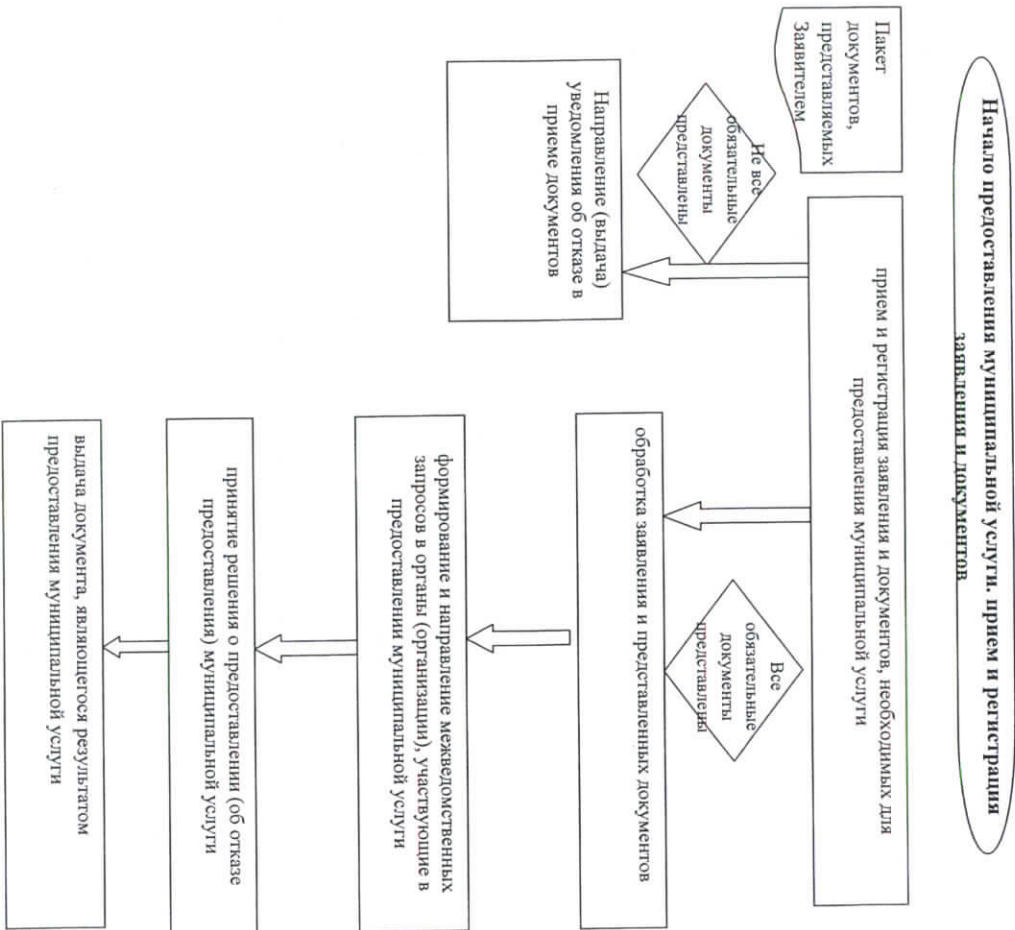 Начало предоставления муниципальной услуги. прием и регистрация
заявления и документов
Пакет
документов,
представляемых
Заявителем
прием и регистрация заявления и документов, необходимых для
предоставления муниципальной услуги
Не все
обязательные
документы
представлены
Все
обязательные
документы
представлены
Направление (выдача)
уведомления об отказе в
приеме документов
обработка заявления и представленных документов
формирование и направление межведомственных
запросов в органы (организации), участвующие в
предоставлении муниципальной услуги
принятие решения о предоставлении (об отказе
предоставления) муниципальной услуги
выдача документа, являющегося результатом
предоставления муниципальной услуги